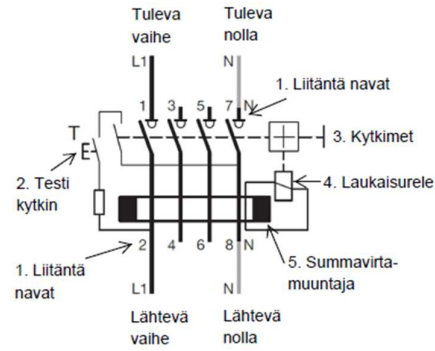 Tuleva
vaihe
Tuleva
nolla
L1
N
1. Liitäntä navat
1 3 5 7 N
T
3. Kytkimet
2. Testi
kytkin
4. Laukaisurele
2 4 6 8 N
1. Liitäntä
navat
5. Summavirta-
muuntaja
L1
N
Lähtevä
vaihe
Lähtevä
nolla